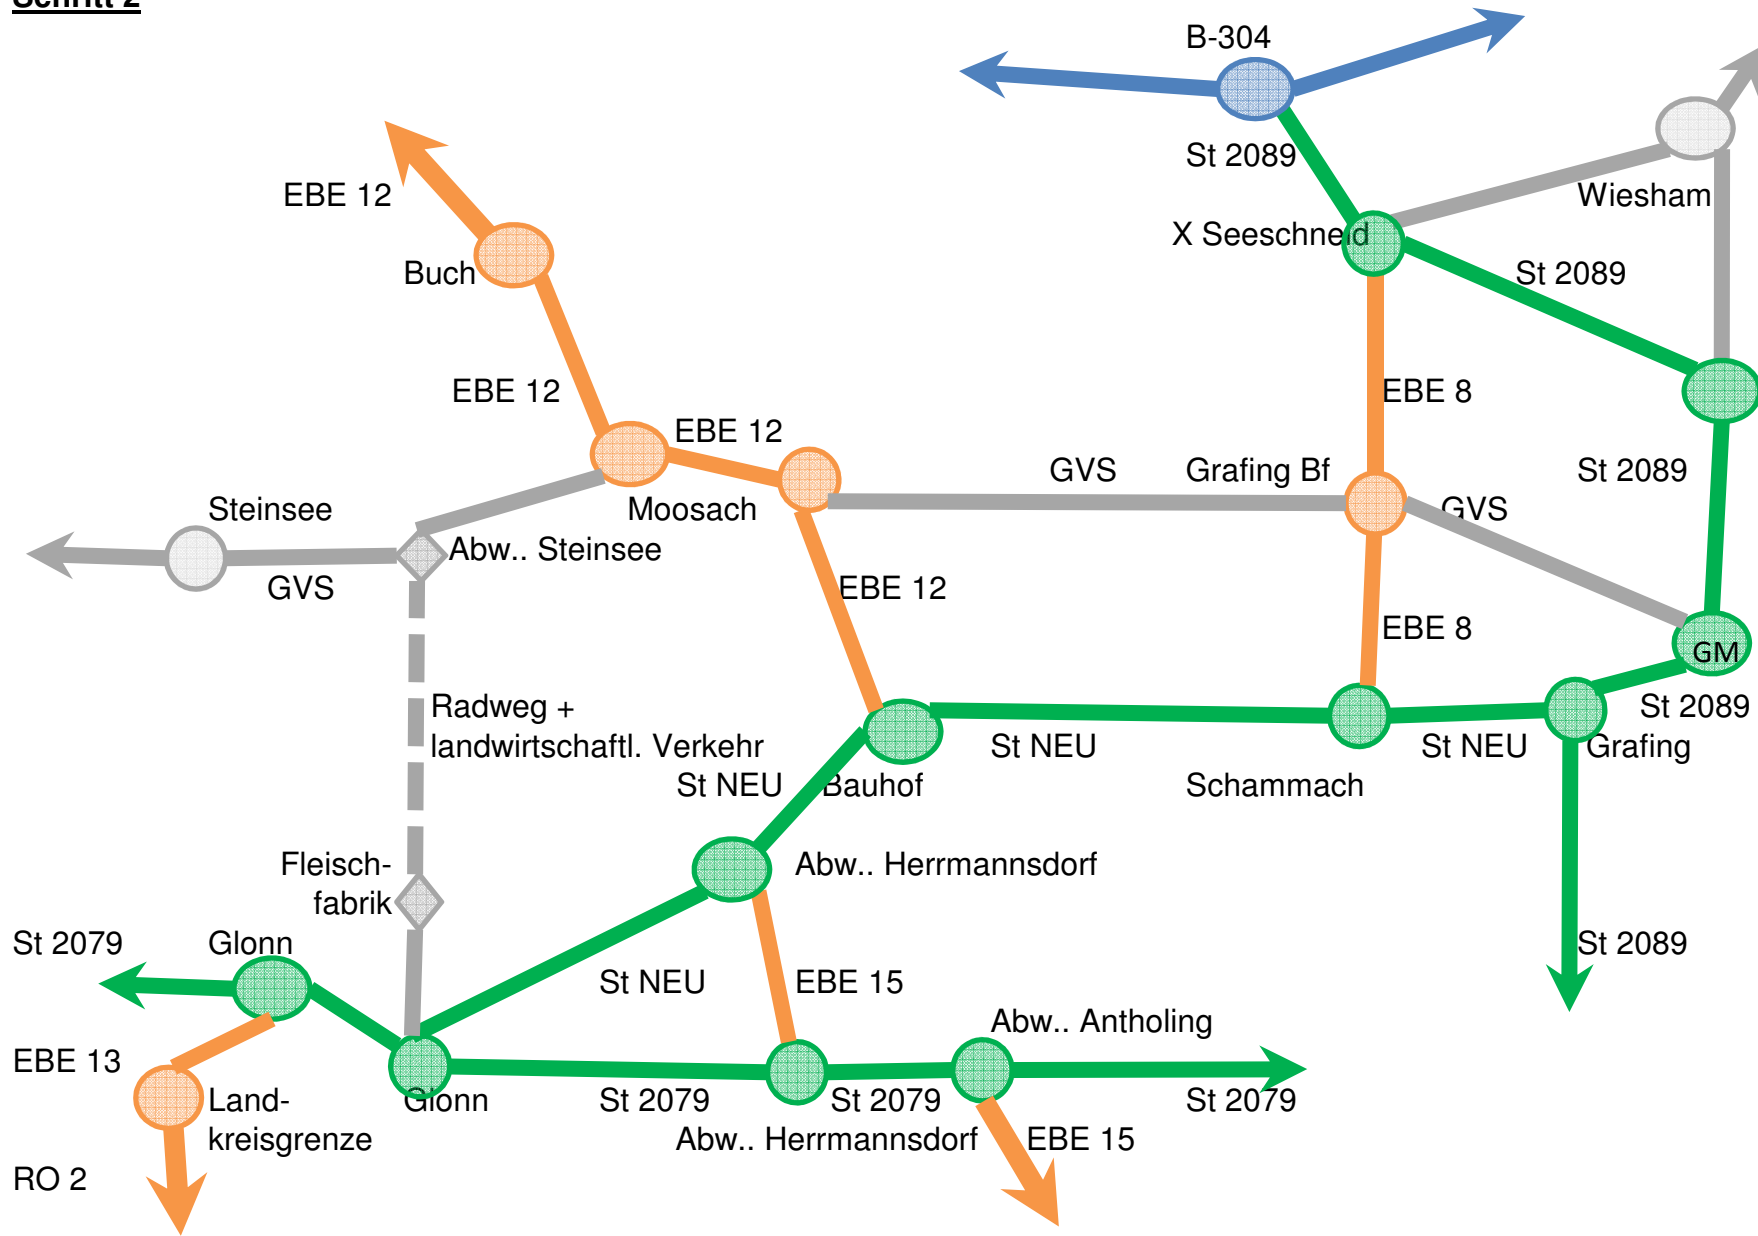 Schritt 2
B-304
St 2089
EBE 12
Wiesham
X Seeschneid
Buch
St 2089
EBE 12
EBE 8
EBE 12
GVS
Grafing Bf
St 2089
Steinsee
Moosach
GVS
Abw.. Steinsee
GVS
EBE 12
EBE 8
GM
Radweg +
landwirtschaftl. Verkehr
St 2089
St NEU
St NEU
Grafing
St NEU
Bauhof
Schammach
Fleisch-
fabrik
Abw.. Herrmannsdorf
St 2079
Glonn
St 2089
St NEU
EBE 15
Abw.. Antholing
EBE 13
Land-
kreisgrenze
Glonn
St 2079
St 2079
St 2079
Abw.. Herrmannsdorf
EBE 15
RO 2